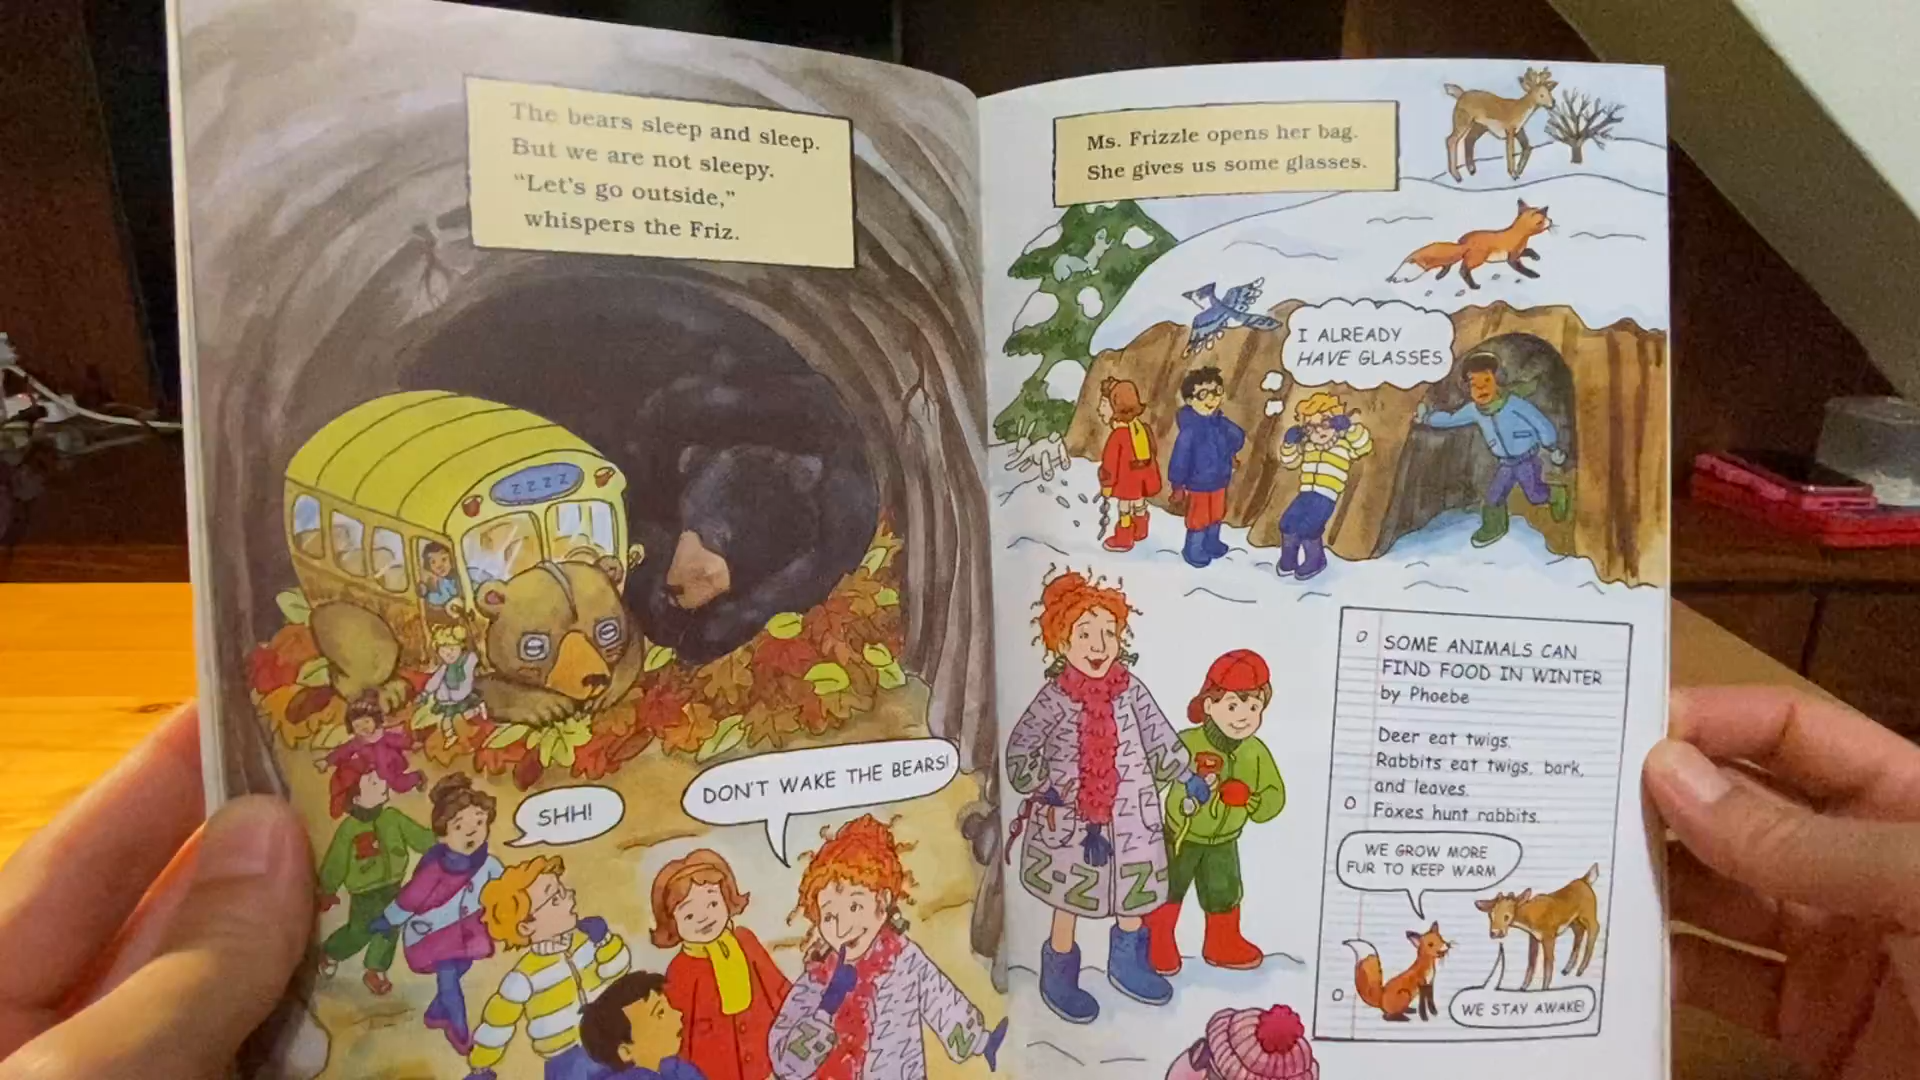 The bears sleep and sleep.
But we are not sleepy.
“Let's go outside,”
whispers the Friz.
Z Z Z Z
SHH!
DON'T WAKE THE BEARS!
Ms. Frizzle opens her bag.
She gives us some glasses.
I ALREADY
HAVE GLASSES
SOME ANIMALS CAN
FIND FOOD IN WINTER
by Phoebe
Deer eat twigs.
Rabbits eat twigs, bark,
and leaves.
Foxes hunt rabbits.
WE GROW MORE
FUR TO KEEP WARM
WE STAY AWAKE!